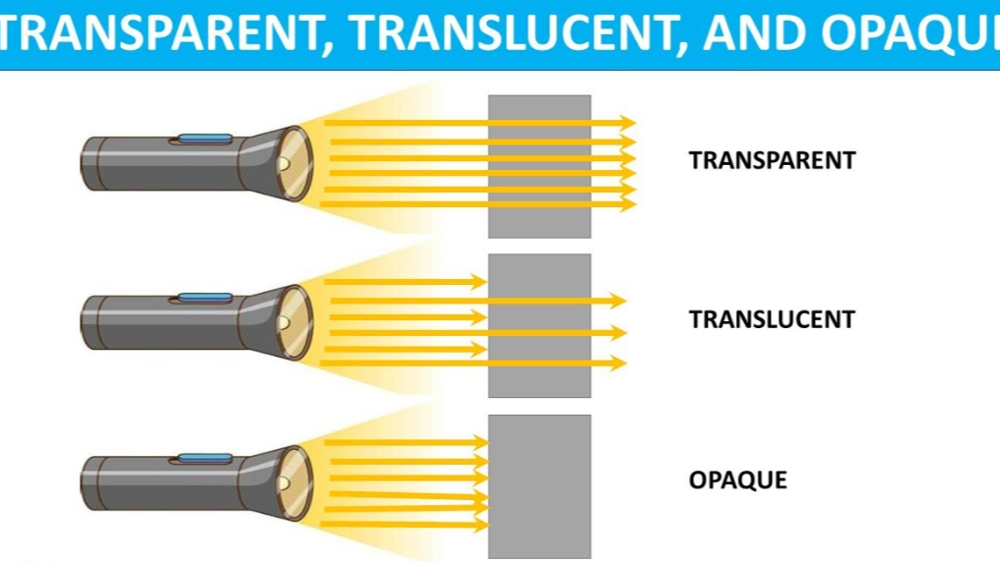 TRANSPARENT, TRANSLUCENT, AND OPAQU
TRANSPARENT
TRANSLUCENT
OPAQUE